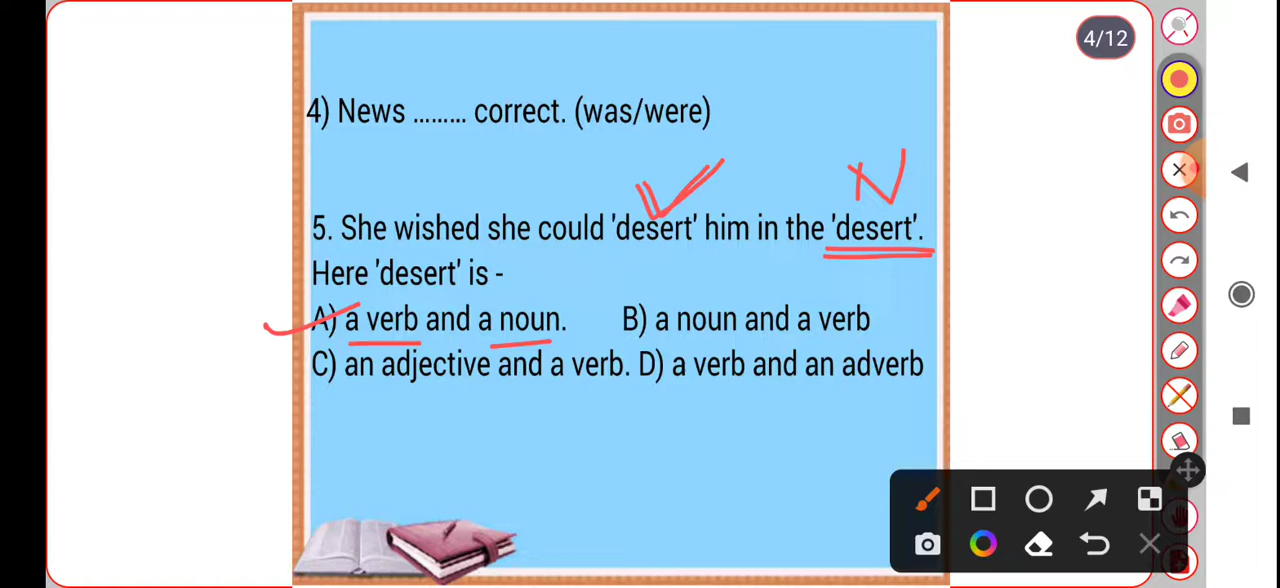 4/12
4) News ......... correct. (was/were)
N
5. She wished she could 'desert' him in the 'desert'.
Here 'desert' is -
A) a verb and a noun. B) a noun and a verb
C) an adjective and a verb. D) a verb and an adverb